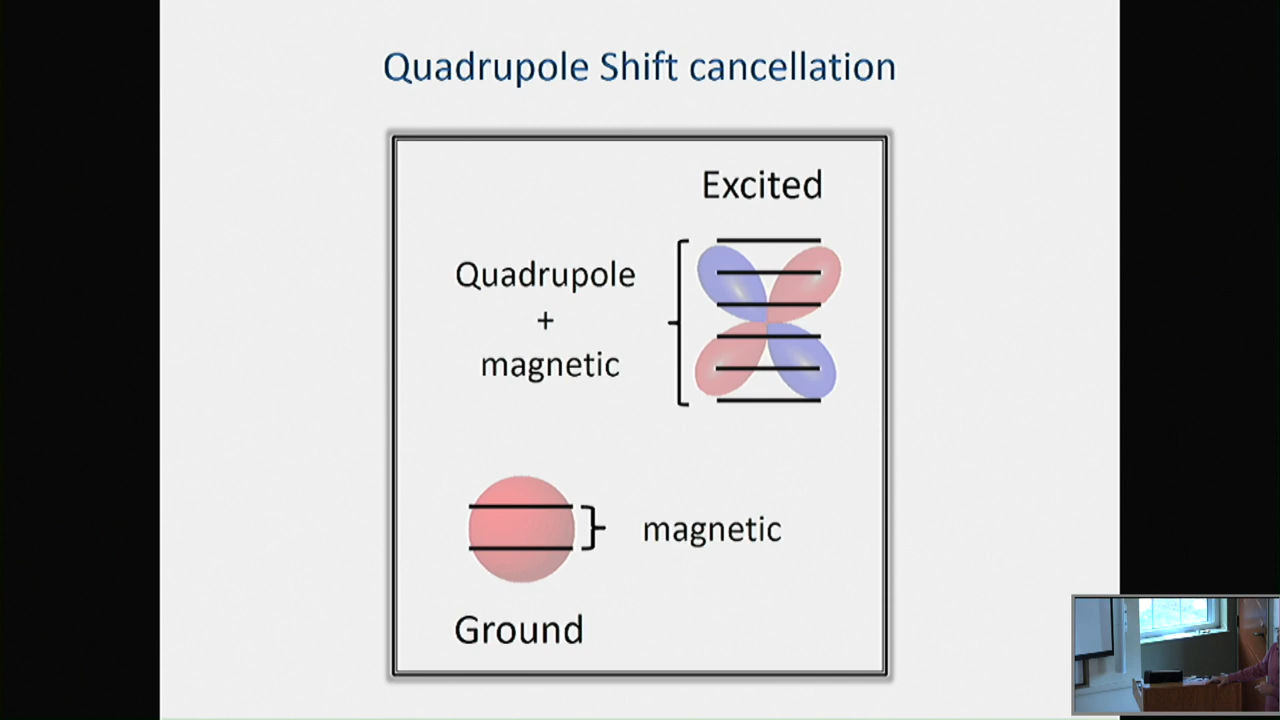 Quadrupole Shift cancellation
Excited
Quadrupole
+
magnetic
magnetic
Ground